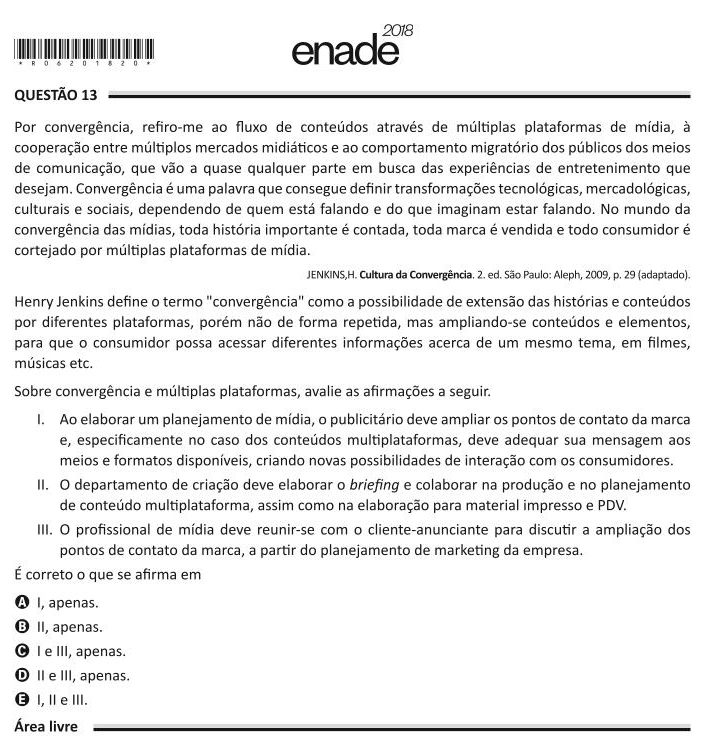 enade 2018
*R06201820*
QUESTÃO 13
Por convergência, refiro-me ao fluxo de conteúdos através de múltiplas plataformas de mídia, à
cooperação entre múltiplos mercados midiáticos e ao comportamento migratório dos públicos dos meios
de comunicação, que vão a quase qualquer parte em busca das experiências de entretenimento que
desejam. Convergência é uma palavra que consegue definir transformações tecnológicas, mercadológicas,
culturais e sociais, dependendo de quem está falando e do que imaginam estar falando. No mundo da
convergência das mídias, toda história importante é contada, toda marca é vendida e todo consumidor é
cortejado por múltiplas plataformas de mídia.
JENKINS,H. Cultura da Convergência. 2. ed. São Paulo: Aleph, 2009, p. 29 (adaptado).
Henry Jenkins define o termo "convergência" como a possibilidade de extensão das histórias e conteúdos
por diferentes plataformas, porém não de forma repetida, mas ampliando-se conteúdos e elementos,
para que o consumidor possa acessar diferentes informações acerca de um mesmo tema, em filmes,
músicas etc.
Sobre convergência e múltiplas plataformas, avalie as afirmações a seguir.
I. Ao elaborar um planejamento de mídia, o publicitário deve ampliar os pontos de contato da marca
e, especificamente no caso dos conteúdos multiplataformas, deve adequar sua mensagem aos
meios e formatos disponíveis, criando novas possibilidades de interação com os consumidores.
II. O departamento de criação deve elaborar o briefing e colaborar na produção e no planejamento
de conteúdo multiplataforma, assim como na elaboração para material impresso e PDV.
III. O profissional de mídia deve reunir-se com o cliente-anunciante para discutir a ampliação dos
pontos de contato da marca, a partir do planejamento de marketing da empresa.
É correto o que se afirma em
A I, apenas.
B II, apenas.
C I e III, apenas.
D II e III, apenas.
E I, II e III.
Área livre